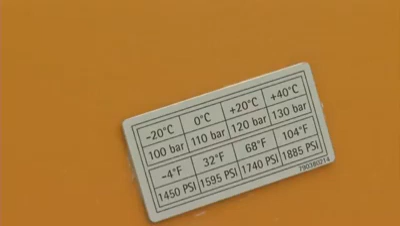 -20°C 0°C +20°C +40°C
100 bar 110 bar 120 bar 130 bar
-4°F 32°F 68°F 104°F
1450 PSI 1595 PSI 1740 PSI 1885 PSI
790380214